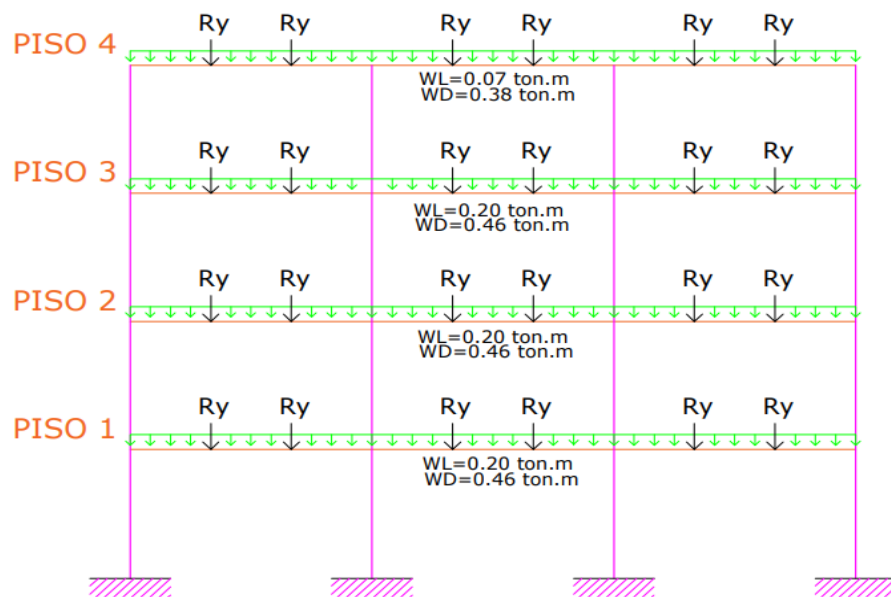 Ry Ry Ry Ry Ry Ry
PISO 4
WL=0.07 ton.m
WD=0.38 ton.m
Ry Ry Ry Ry Ry Ry
PISO 3
WL=0.20 ton.m
WD=0.46 ton.m
Ry Ry Ry Ry Ry Ry
PISO 2
WL=0.20 ton.m
WD=0.46 ton.m
Ry Ry Ry Ry Ry Ry
PISO 1
WL=0.20 ton.m
WD=0.46 ton.m